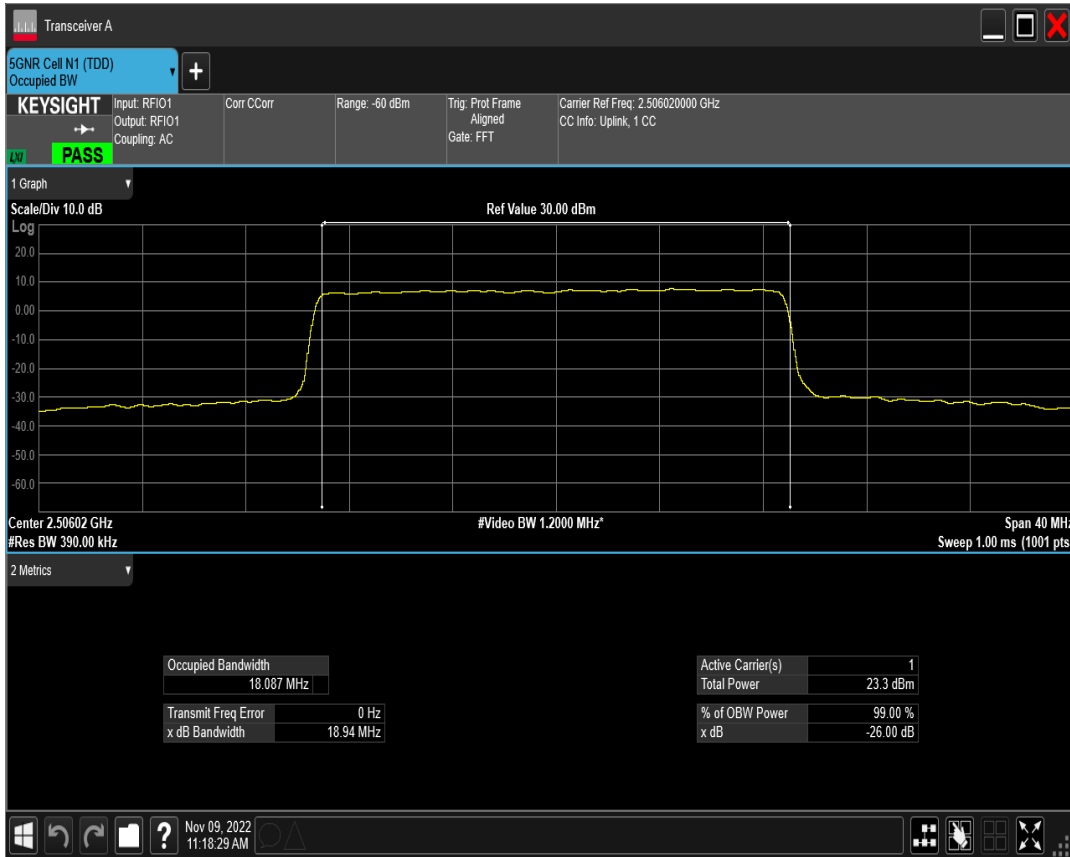 Transceiver A
5GNR Cell N1 (TDD)
Occupied BW
+
KEYSIGHT
Input: RFIO1
Output: RFIO1
Coupling: AC
Corr CCorr
Range: -60 dBm
Trig: Prot Frame
Aligned
Gate: FFT
Carrier Ref Freq: 2.506020000 GHz
CC Info: Uplink, 1 CC
LXI
PASS
1 Graph
Scale/Div 10.0 dB
Ref Value 30.00 dBm
Log
20.0
10.0
0.00
-10.0
-20.0
-30.0
-40.0
-50.0
-60.0
Center 2.50602 GHz
#Video BW 1.2000 MHz*
Span 40 MHz
#Res BW 390.00 kHz
Sweep 1.00 ms (1001 pts
2 Metrics
Occupied Bandwidth
18.087 MHz
Transmit Freq Error 0 Hz
x dB Bandwidth 18.94 MHz
Active Carrier(s) 1
Total Power 23.3 dBm
% of OBW Power 99.00 %
x dB -26.00 dB
?
Nov 09, 2022
11:18:29 AM